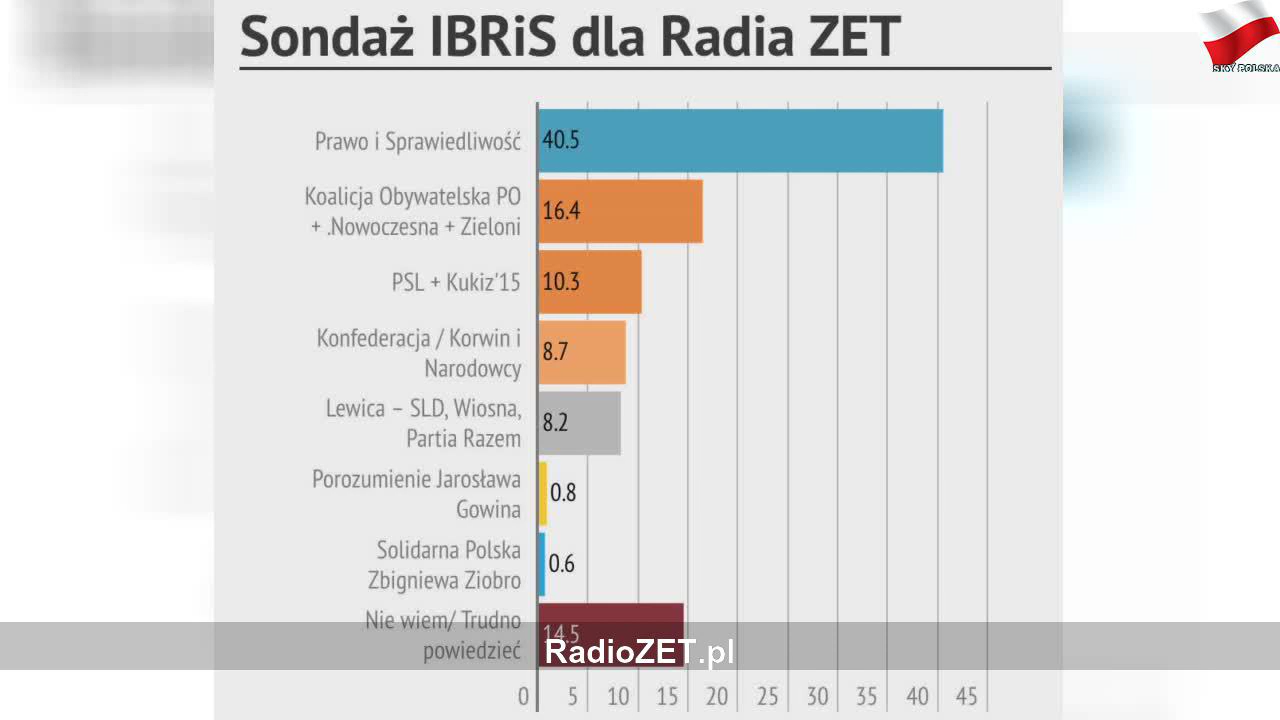 Sondaż IBRiS dla Radia ZET
SKY POLSKA
Prawo i Sprawiedliwość
40.5
Koalicja Obywatelska PO
+ .Nowoczesna + Zieloni
16.4
PSL + Kukiz'15
10.3
Konfederacja / Korwin i
Narodowcy
8.7
Lewica – SLD, Wiosna,
Partia Razem
8.2
Porozumienie Jarosława
Gowina
0.8
Solidarna Polska
Zbigniewa Ziobro
0.6
Nie wiem/ Trudno
powiedzieć
14.5
RadioZET.pl
0 5 10 15 20 25 30 35 40 45